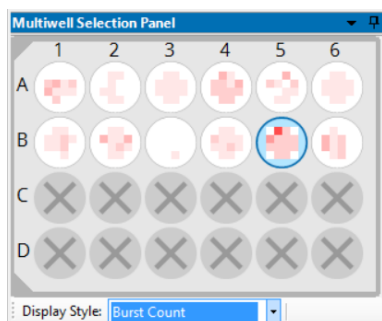 Multiwell Selection Panel
1 2 3 4 5 6
A
B
C
D
Display Style: Burst Count